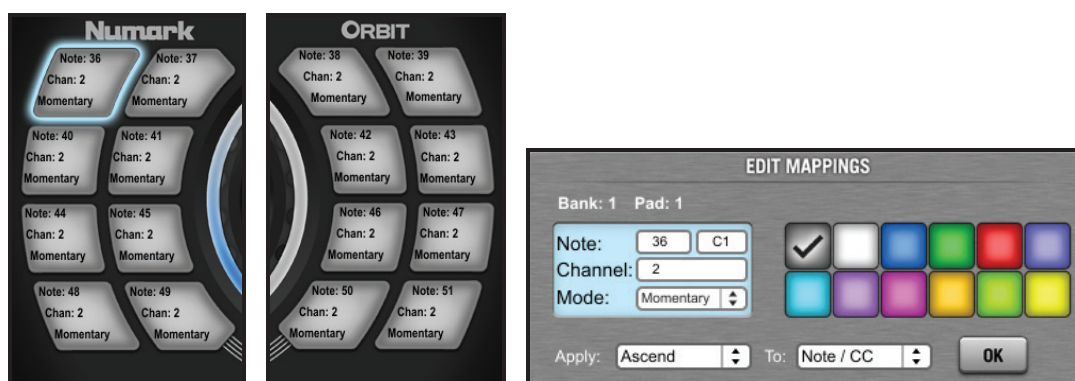 Numark
Note: 36 Note: 37
Chan: 2 Chan: 2
Momentary Momentary
Note: 40 Note: 41
Chan: 2 Chan: 2
Momentary Momentary
Note: 44 Note: 45
Chan: 2 Chan: 2
Momentary Momentary
Note: 48 Note: 49
Chan: 2 Chan: 2
Momentary Momentary
ORBIT
Note: 38 Note: 39
Chan: 2 Chan: 2
Momentary Momentary
Note: 42 Note: 43
Chan: 2 Chan: 2
Momentary Momentary
Note: 46 Note: 47
Chan: 2 Chan: 2
Momentary Momentary
Note: 50 Note: 51
Chan: 2 Chan: 2
Momentary Momentary
EDIT MAPPINGS
Bank: 1 Pad: 1
Note: 36 C1
Channel: 2
Mode: Momentary
Apply: Ascend To: Note / CC OK